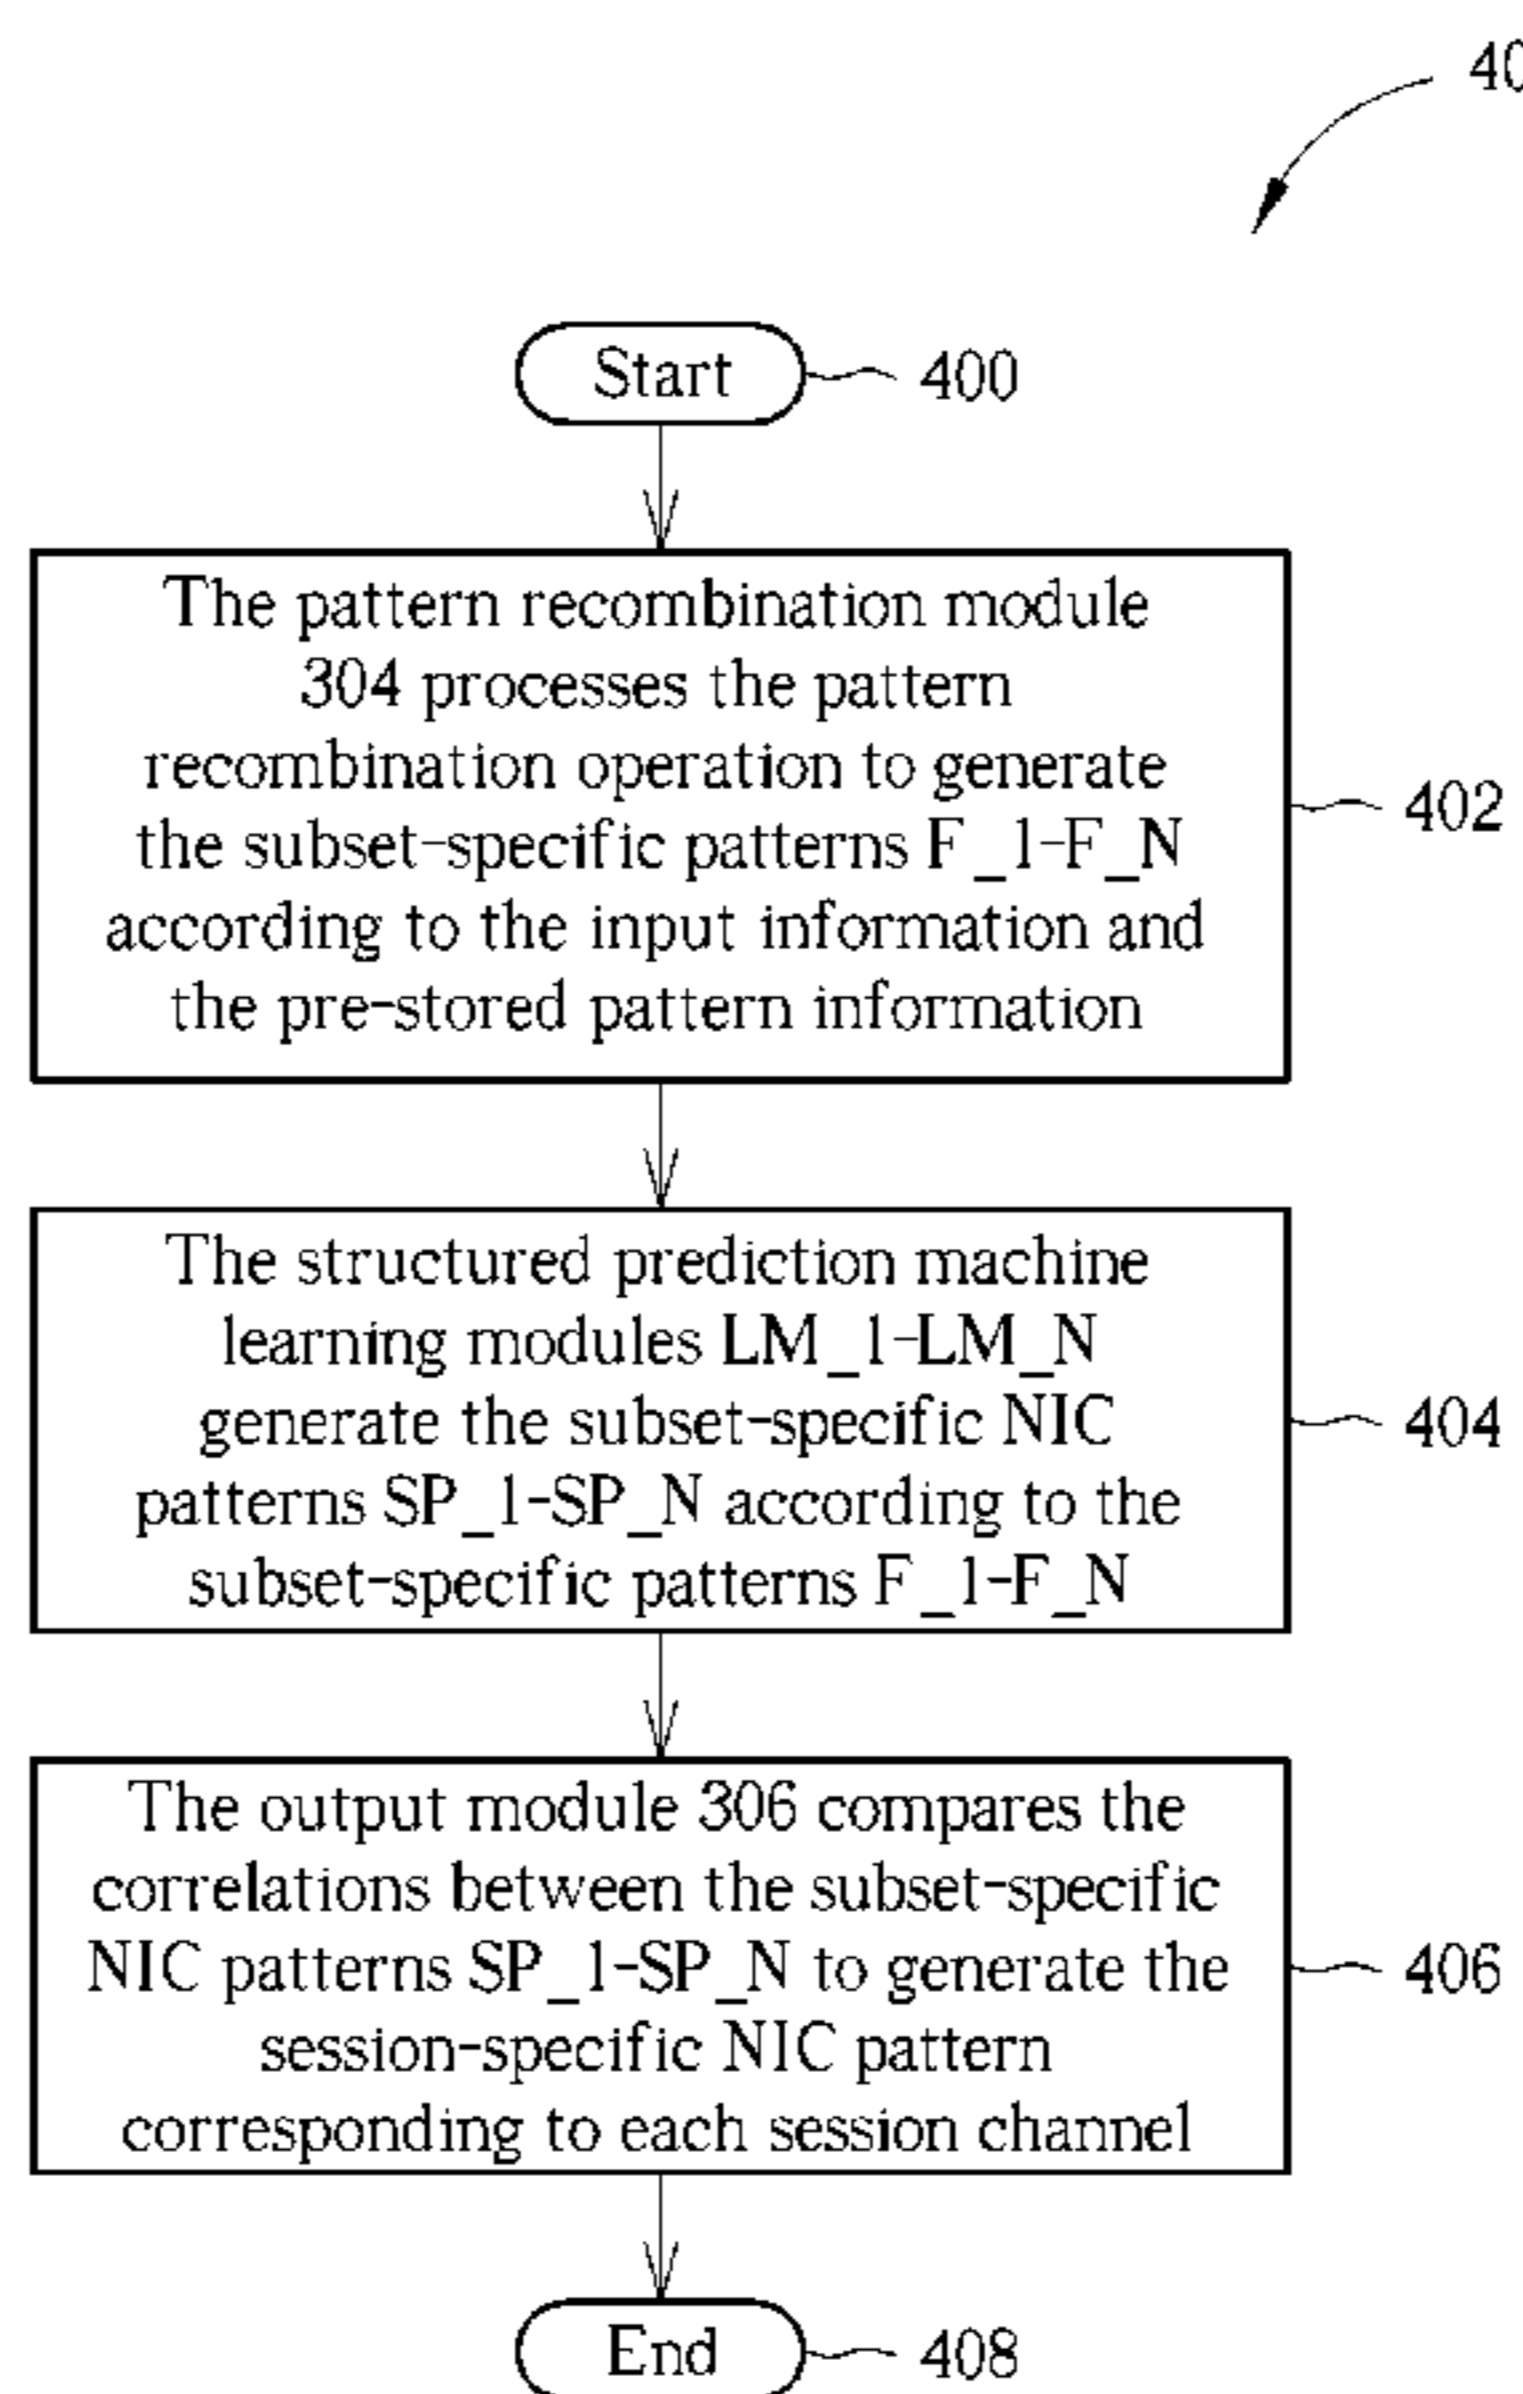 40
Start
400
The pattern recombination module
304 processes the pattern
recombination operation to generate
the subset-specific patterns F_1-F_N
according to the input information and
the pre-stored pattern information
402
The structured prediction machine
learning modules LM_1-LM_N
generate the subset-specific NIC
patterns SP_1-SP_N according to the
subset-specific patterns F_1-F_N
404
The output module 306 compares the
correlations between the subset-specific
NIC patterns SP_1-SP_N to generate the
session-specific NIC pattern
corresponding to each session channel
406
End
408